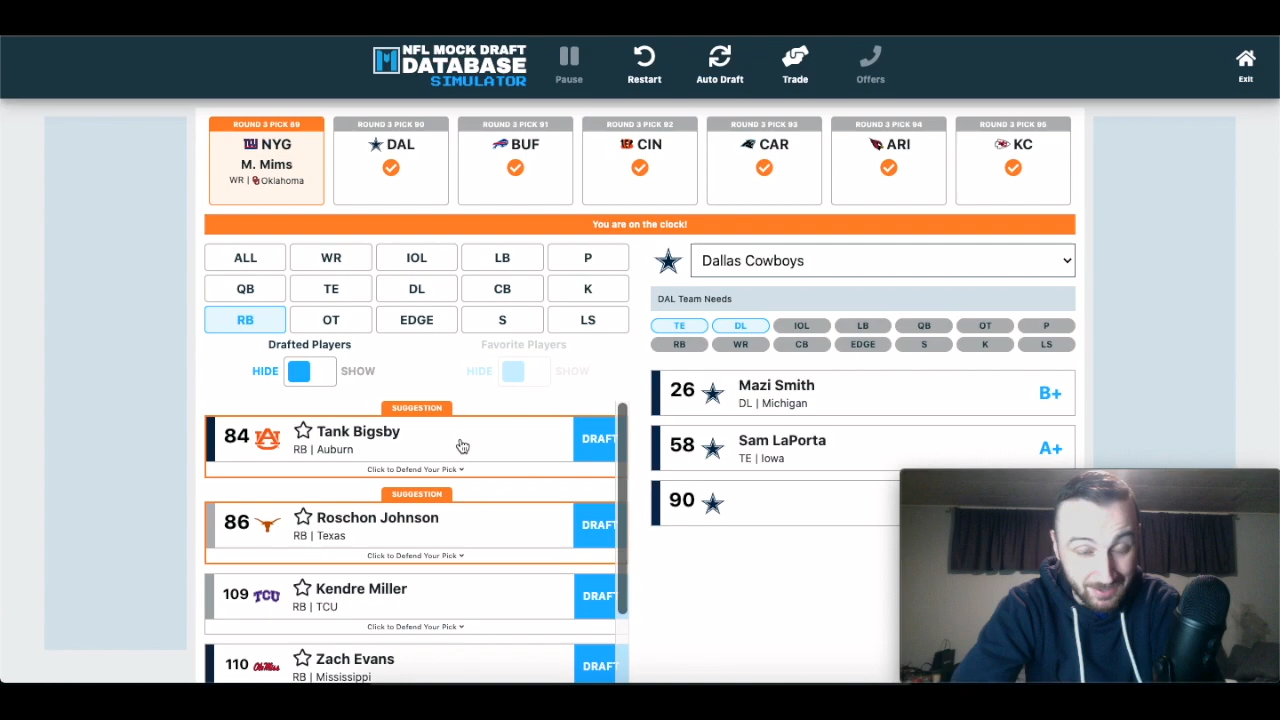 NFL MOCK DRAFT
DATABASE
SIMULATOR
Pause
Restart
Auto Draft
Trade
Offers
Exit
ROUND 3 PICK 89
NYG
M. Mims
WR | Oklahoma
ROUND 3 PICK 90
DAL
ROUND 3 PICK 91
BUF
ROUND 3 PICK 92
CIN
ROUND 3 PICK 93
CAR
ROUND 3 PICK 94
ARI
ROUND 3 PICK 95
KC
You are on the clock!
ALL WR IOL LB P
QB TE DL CB K
RB OT EDGE S LS
Drafted Players
HIDE SHOW
Favorite Players
HIDE SHOW
SUGGESTION
84 Tank Bigsby DRAFT
RB | Auburn
Click to Defend Your Pick
SUGGESTION
86 Roschon Johnson DRAFT
RB | Texas
Click to Defend Your Pick
109 TCU Kendre Miller DRAFT
RB | TCU
Click to Defend Your Pick
110 Ole Miss Zach Evans DRAFT
RB | Mississippi
Dallas Cowboys
DAL Team Needs
TE DL IOL LB QB OT P
RB WR CB EDGE S K LS
26 Mazi Smith B+
DL | Michigan
58 Sam LaPorta A+
TE | Iowa
90